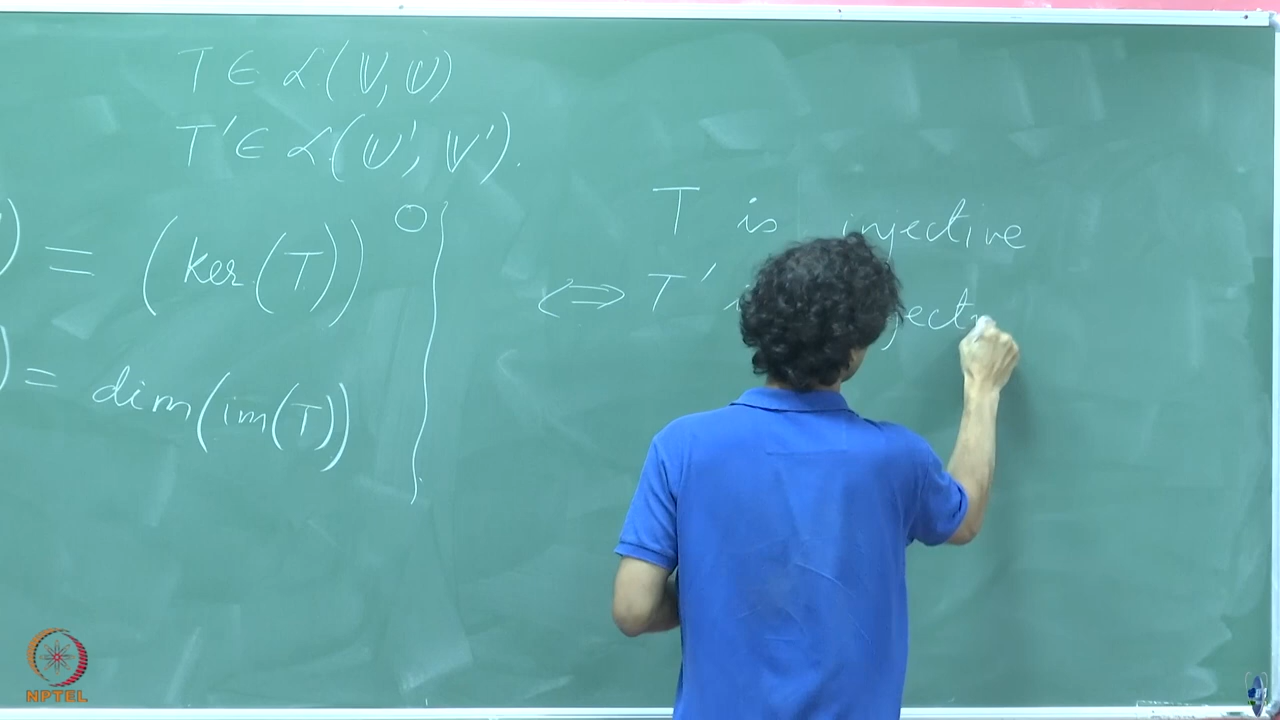 T ∈ ℒ(V, U)
T′ ∈ ℒ(U′, V′).
) = (ker(T))⁰
) = dim(im(T))
T is injective
⇔ T′
NPTEL